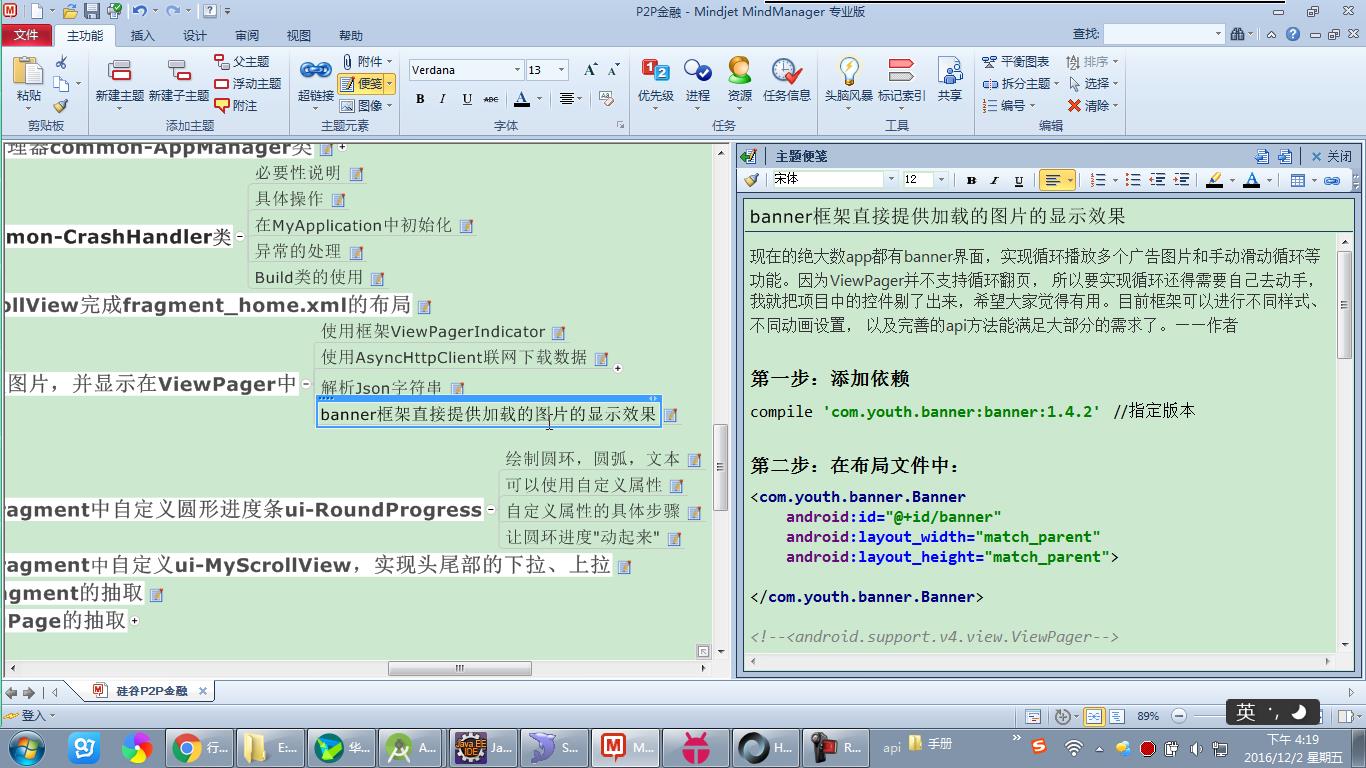 P2P金融 - Mindjet MindManager 专业版
文件 主功能 插入 设计 审阅 视图 帮助 查找:
粘贴 新建主题 新建子主题 父主题 浮动主题 附注 超链接 附件 便笺 图像
Verdana 13
B I U ABC A
优先级 进程 资源 任务信息 头脑风暴 标记索引 共享 平衡图表 拆分主题 编号 排序 选择 清除
剪贴板 添加主题 主题元素 字体 任务 工具 编辑
理器common-AppManager类
必要性说明
具体操作
在MyApplication中初始化
mon-CrashHandler类
异常的处理
Build类的使用
ollView完成fragment_home.xml的布局
使用框架ViewPagerIndicator
使用AsyncHttpClient联网下载数据
图片，并显示在ViewPager中
解析Json字符串
banner框架直接提供加载的图片的显示效果
绘制圆环，圆弧，文本
可以使用自定义属性
ragment中自定义圆形进度条ui-RoundProgress
自定义属性的具体步骤
让圆环进度"动起来"
ragment中自定义ui-MyScrollView，实现头尾部的下拉、上拉
agment的抽取
Page的抽取
主题便笺 关闭
宋体 12 B I U A
banner框架直接提供加载的图片的显示效果
现在的绝大数app都有banner界面，实现循环播放多个广告图片和手动滑动循环等
功能。因为ViewPager并不支持循环翻页， 所以要实现循环还得需要自己去动手，
我就把项目中的控件剔了出来，希望大家觉得有用。目前框架可以进行不同样式、
不同动画设置， 以及完善的api方法能满足大部分的需求了。——作者
第一步：添加依赖
compile 'com.youth.banner:banner:1.4.2' //指定版本
第二步：在布局文件中：
<com.youth.banner.Banner
android:id="@+id/banner"
android:layout_width="match_parent"
android:layout_height="match_parent">
</com.youth.banner.Banner>
<!--<android.support.v4.view.ViewPager-->
硅谷P2P金融
登入 89% 英
行... E:... 华... A... Ja... S... M... H... R... api 手册
下午 4:19
2016/12/2 星期五